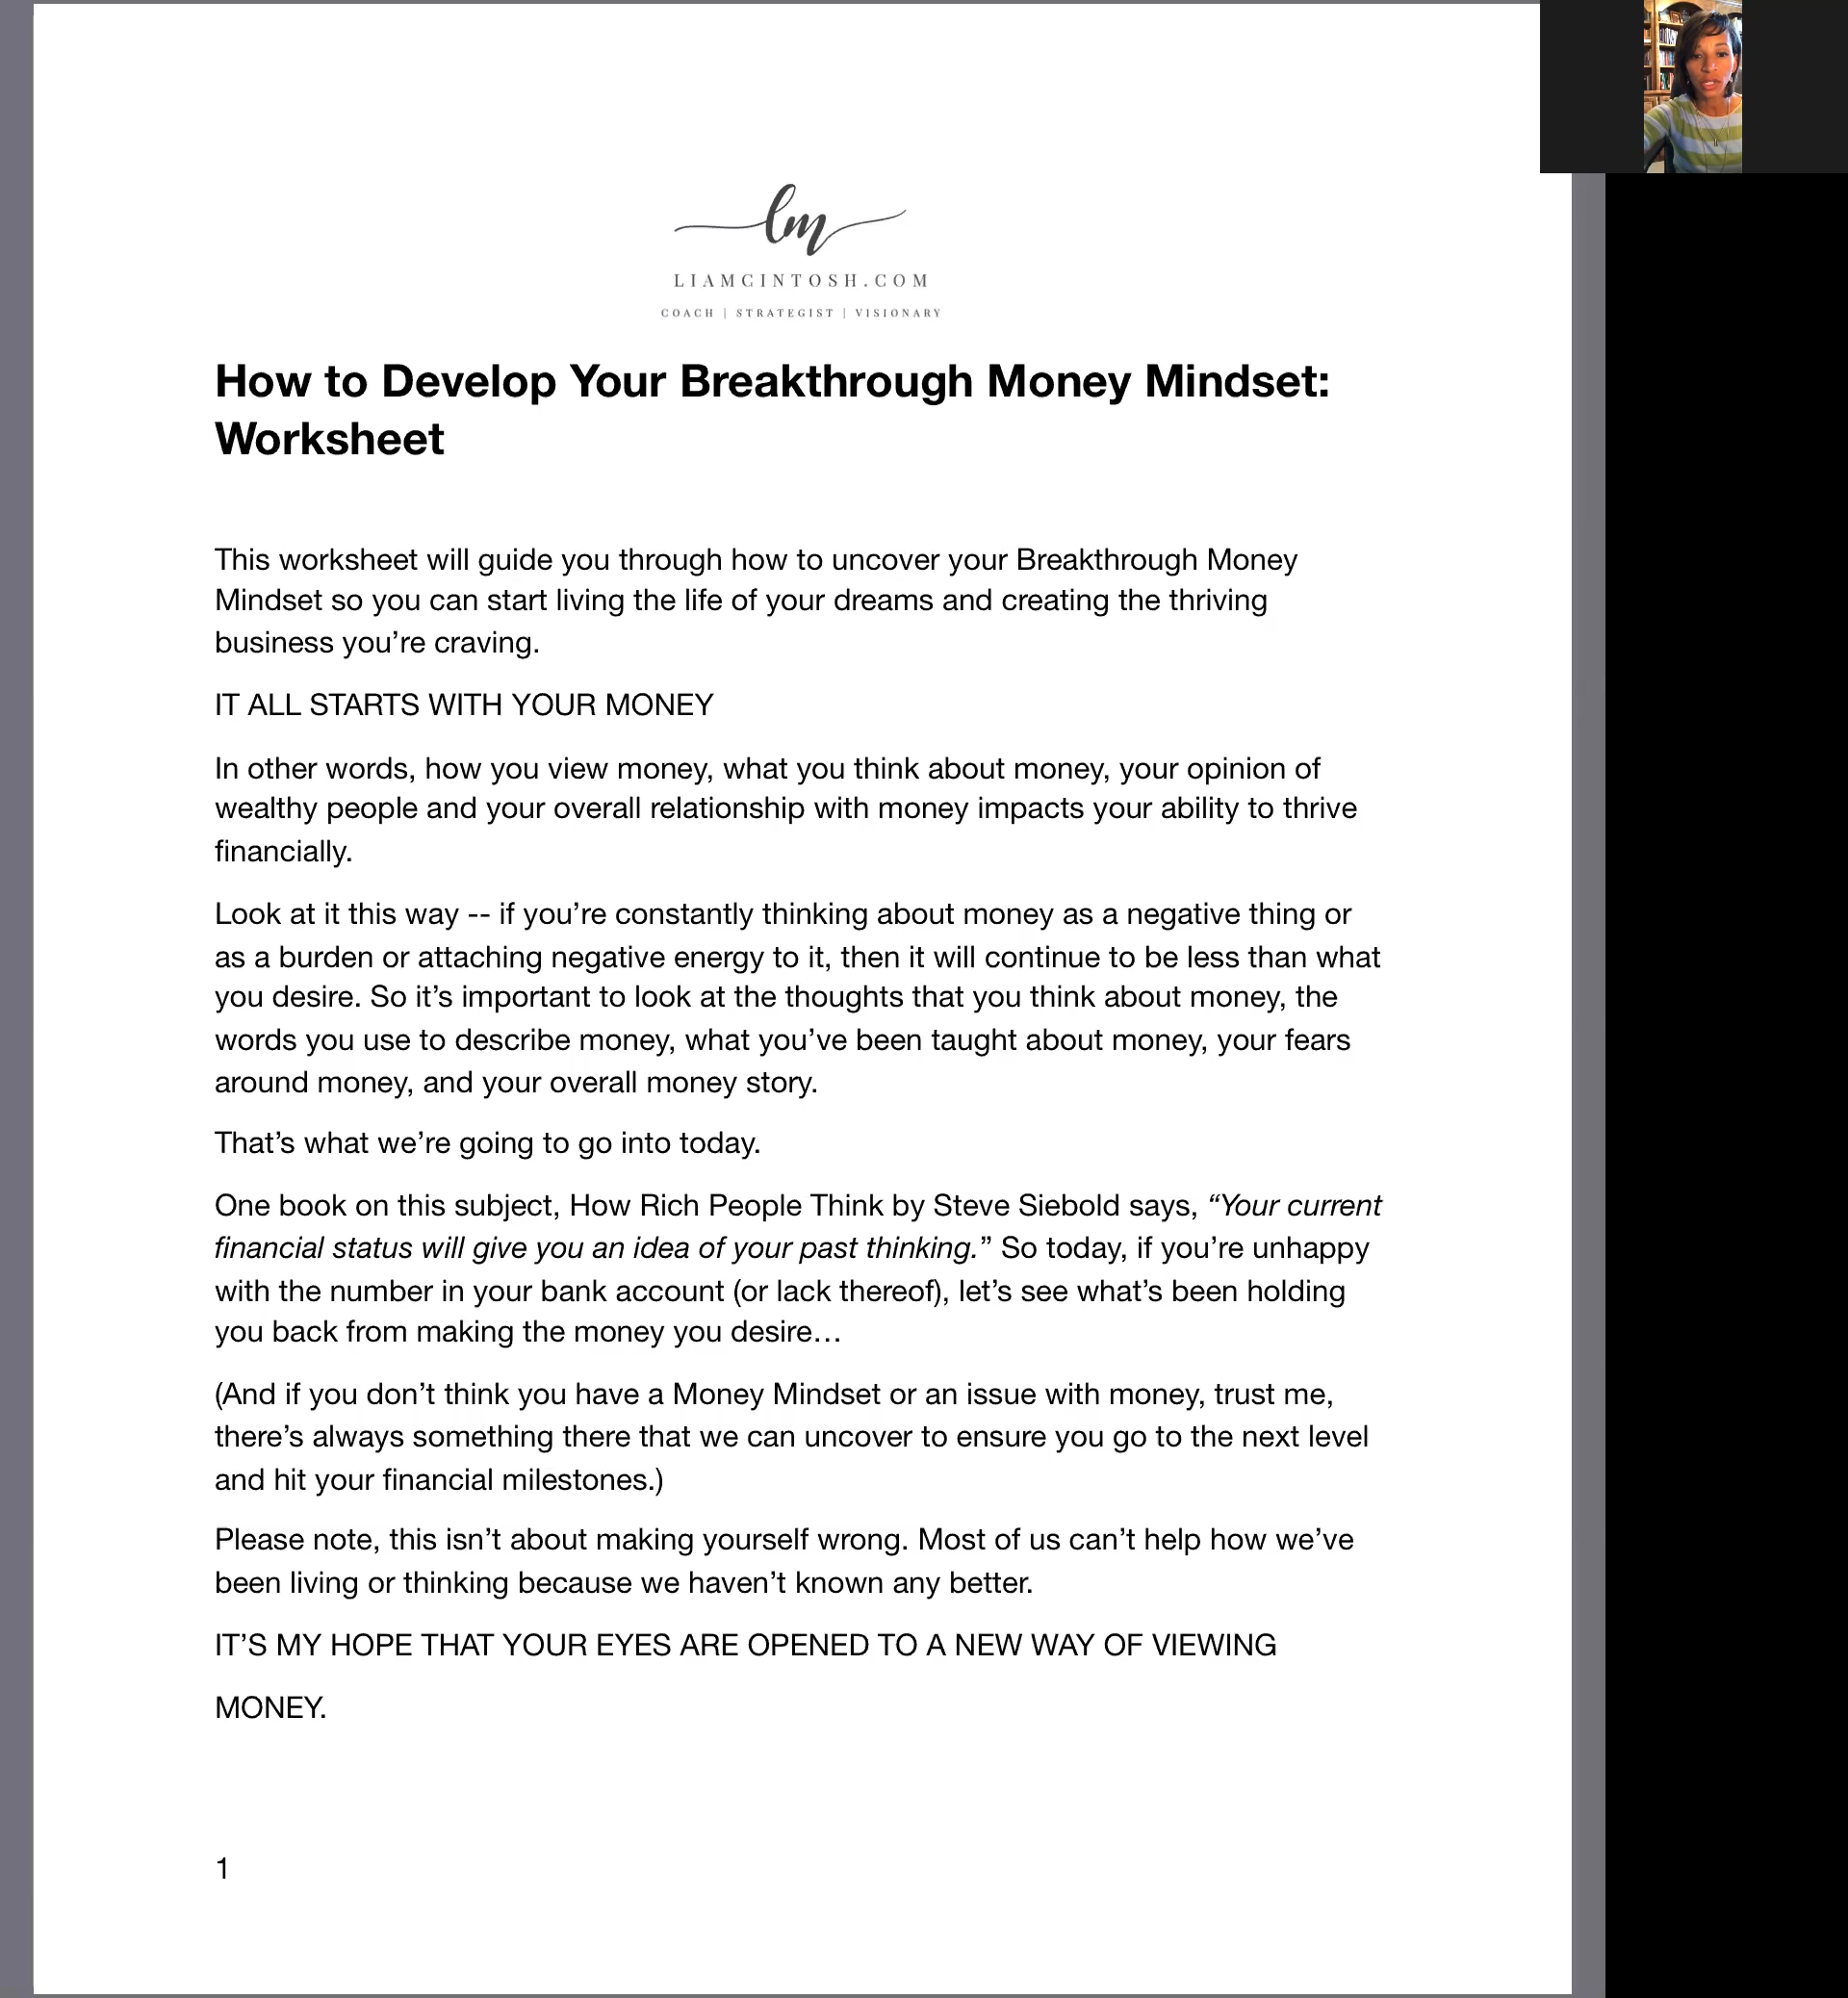 lm
LIAMCINTOSH.COM
COACH | STRATEGIST | VISIONARY
How to Develop Your Breakthrough Money Mindset:
Worksheet
This worksheet will guide you through how to uncover your Breakthrough Money
Mindset so you can start living the life of your dreams and creating the thriving
business you’re craving.
IT ALL STARTS WITH YOUR MONEY
In other words, how you view money, what you think about money, your opinion of
wealthy people and your overall relationship with money impacts your ability to thrive
financially.
Look at it this way -- if you’re constantly thinking about money as a negative thing or
as a burden or attaching negative energy to it, then it will continue to be less than what
you desire. So it’s important to look at the thoughts that you think about money, the
words you use to describe money, what you’ve been taught about money, your fears
around money, and your overall money story.
That’s what we’re going to go into today.
One book on this subject, How Rich People Think by Steve Siebold says, “Your current
financial status will give you an idea of your past thinking.” So today, if you’re unhappy
with the number in your bank account (or lack thereof), let’s see what’s been holding
you back from making the money you desire…
(And if you don’t think you have a Money Mindset or an issue with money, trust me,
there’s always something there that we can uncover to ensure you go to the next level
and hit your financial milestones.)
Please note, this isn’t about making yourself wrong. Most of us can’t help how we’ve
been living or thinking because we haven’t known any better.
IT’S MY HOPE THAT YOUR EYES ARE OPENED TO A NEW WAY OF VIEWING
MONEY.
1